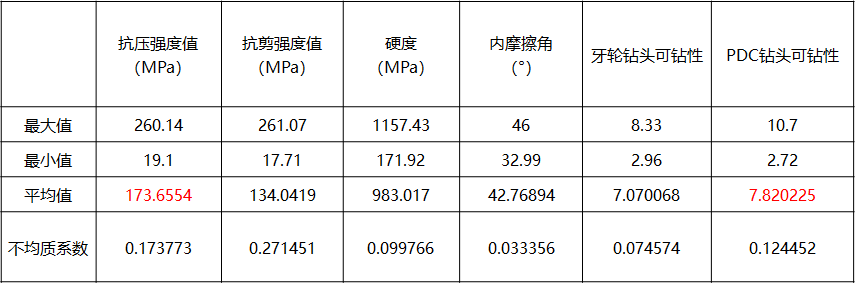 抗压强度值 抗剪强度值 硬度 内摩擦角 牙轮钻头可钻性 PDC钻头可钻性
（MPa） （MPa） （MPa） （°）
最大值 260.14 261.07 1157.43 46 8.33 10.7
最小值 19.1 17.71 171.92 32.99 2.96 2.72
平均值 173.6554 134.0419 983.017 42.76894 7.070068 7.820225
不均质系数 0.173773 0.271451 0.099766 0.033356 0.074574 0.124452